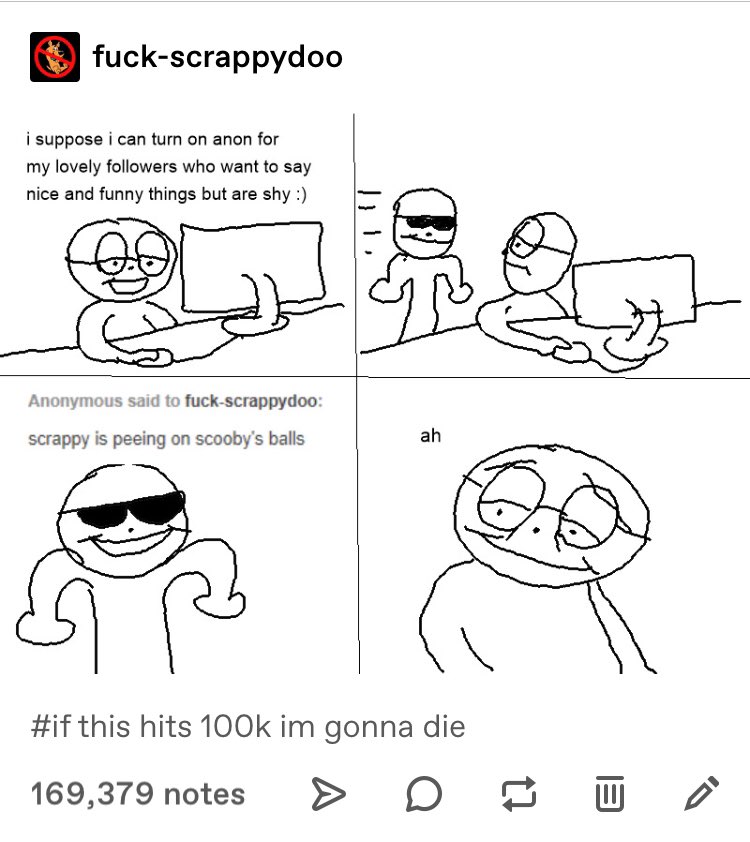 fuck-scrappydoo
i suppose i can turn on anon for
my lovely followers who want to say
nice and funny things but are shy :)
Anonymous said to fuck-scrappydoo:
scrappy is peeing on scooby's balls
ah
#if this hits 100k im gonna die
169,379 notes